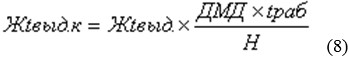 Жtвыд.к = Жtвыд. × ДМД × tраб / Н (8)